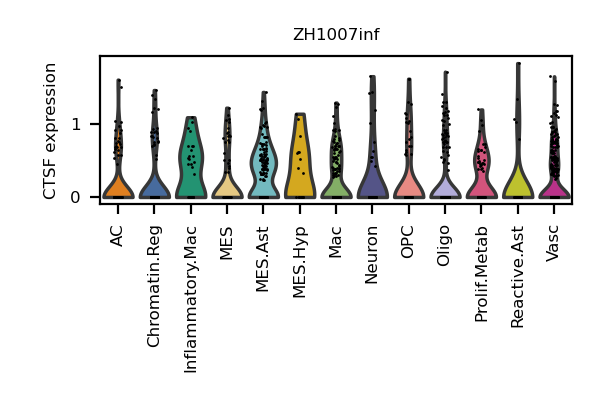 ZH1007inf
CTSF expression
1
0
AC
Chromatin.Reg
Inflammatory.Mac
MES
MES.Ast
MES.Hyp
Mac
Neuron
OPC
Oligo
Prolif.Metab
Reactive.Ast
Vasc